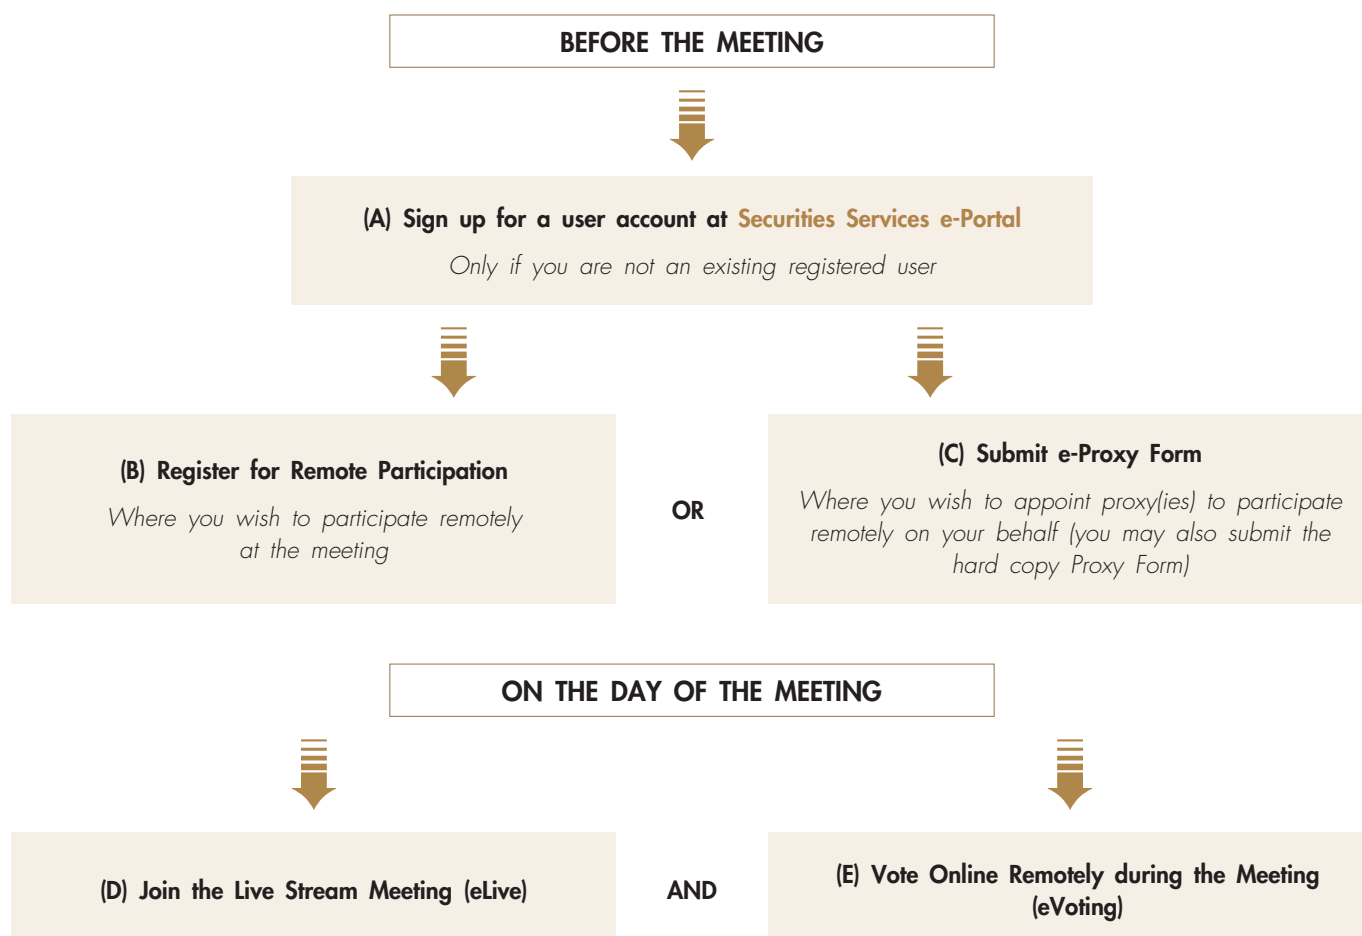 BEFORE THE MEETING
(A) Sign up for a user account at Securities Services e-Portal
Only if you are not an existing registered user
(B) Register for Remote Participation
Where you wish to participate remotely
at the meeting
OR
(C) Submit e-Proxy Form
Where you wish to appoint proxy(ies) to participate
remotely on your behalf (you may also submit the
hard copy Proxy Form)
ON THE DAY OF THE MEETING
(D) Join the Live Stream Meeting (eLive)
AND
(E) Vote Online Remotely during the Meeting
(eVoting)